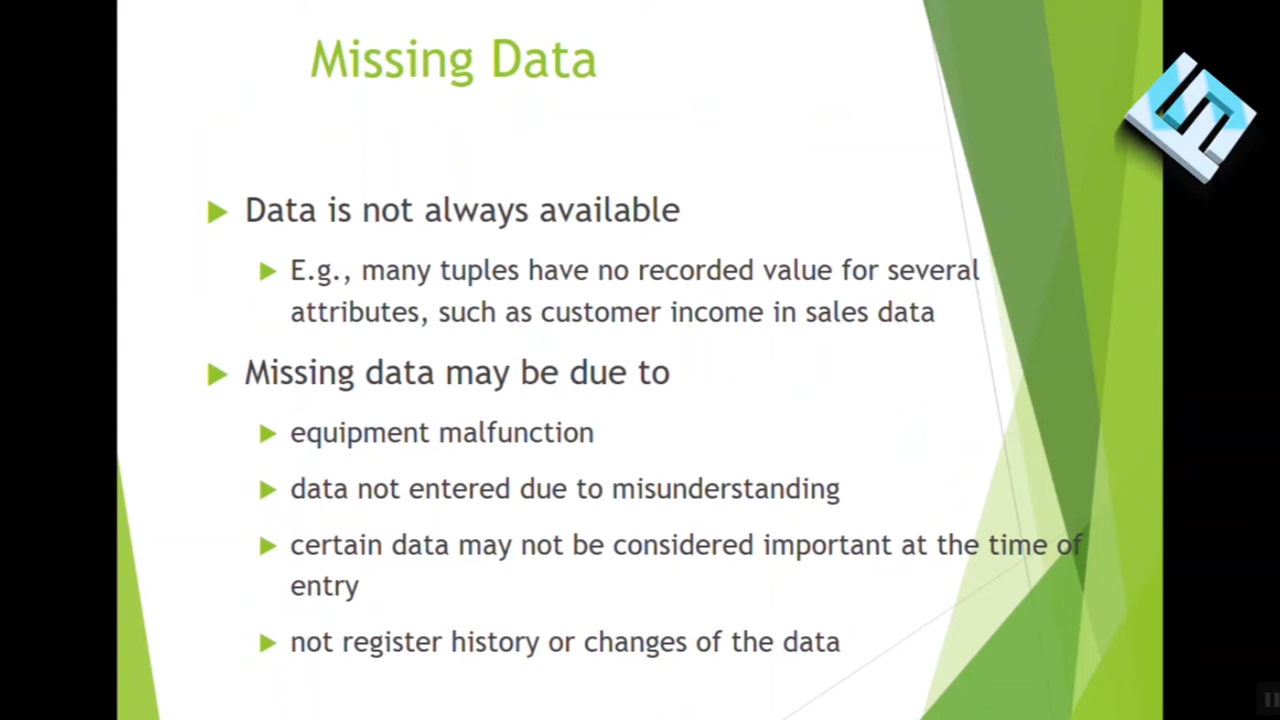 Missing Data
Data is not always available
E.g., many tuples have no recorded value for several
attributes, such as customer income in sales data
Missing data may be due to
equipment malfunction
data not entered due to misunderstanding
certain data may not be considered important at the time of
entry
not register history or changes of the data